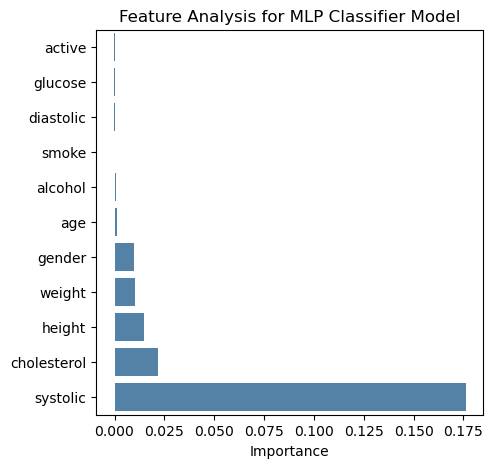 Feature Analysis for MLP Classifier Model
active
glucose
diastolic
smoke
alcohol
age
gender
weight
height
cholesterol
systolic
0.000 0.025 0.050 0.075 0.100 0.125 0.150 0.175
Importance